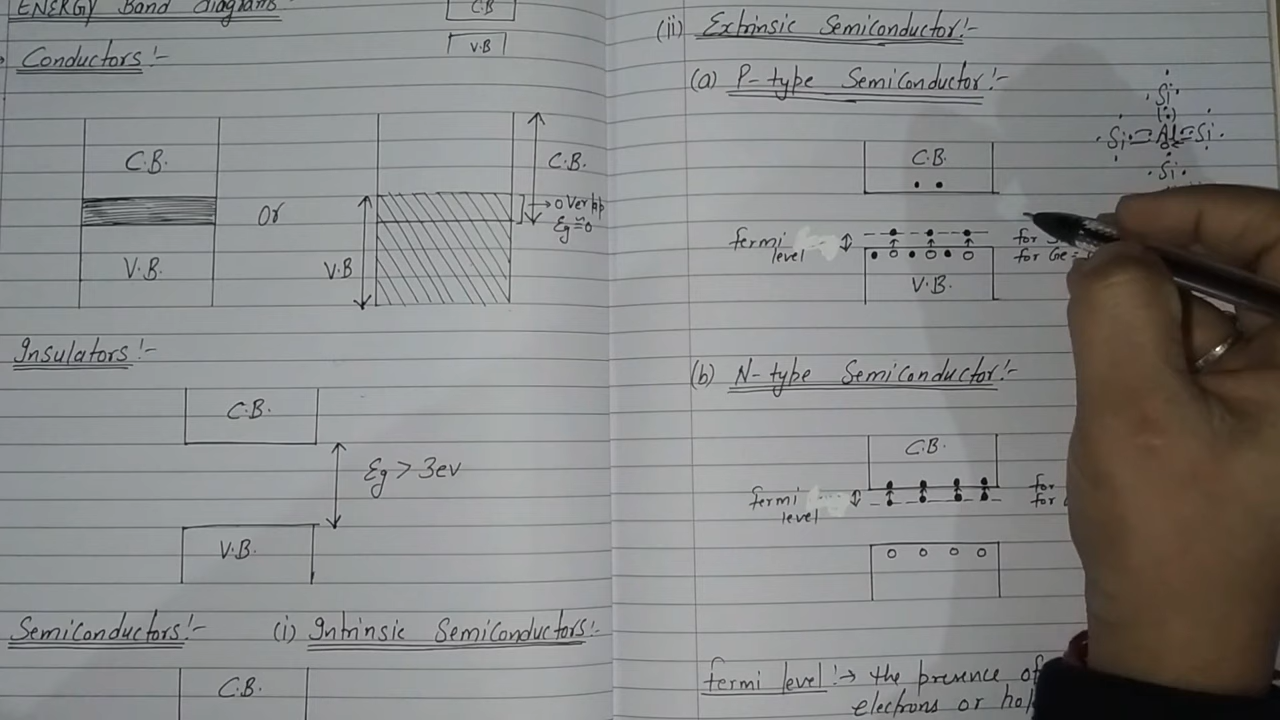 ENERGY Band diagrams
C.B
V.B
Conductors:-
C.B.
V.B.
Or
V.B
C.B.
→ overlap
Eg ≃ 0
Insulators:-
C.B.
Eg > 3ev
V.B.
Semiconductors:- (i) Intrinsic Semiconductors:-
C.B.
(ii) Extrinsic Semiconductor:-
(a) P-type Semiconductor:-
Si
Si = Al = Si
Si
C.B.
fermi
level
for
for Ge =
V.B.
(b) N-type Semiconductor:-
C.B.
fermi
level
for
for
fermi level:→ the presence of
electrons or